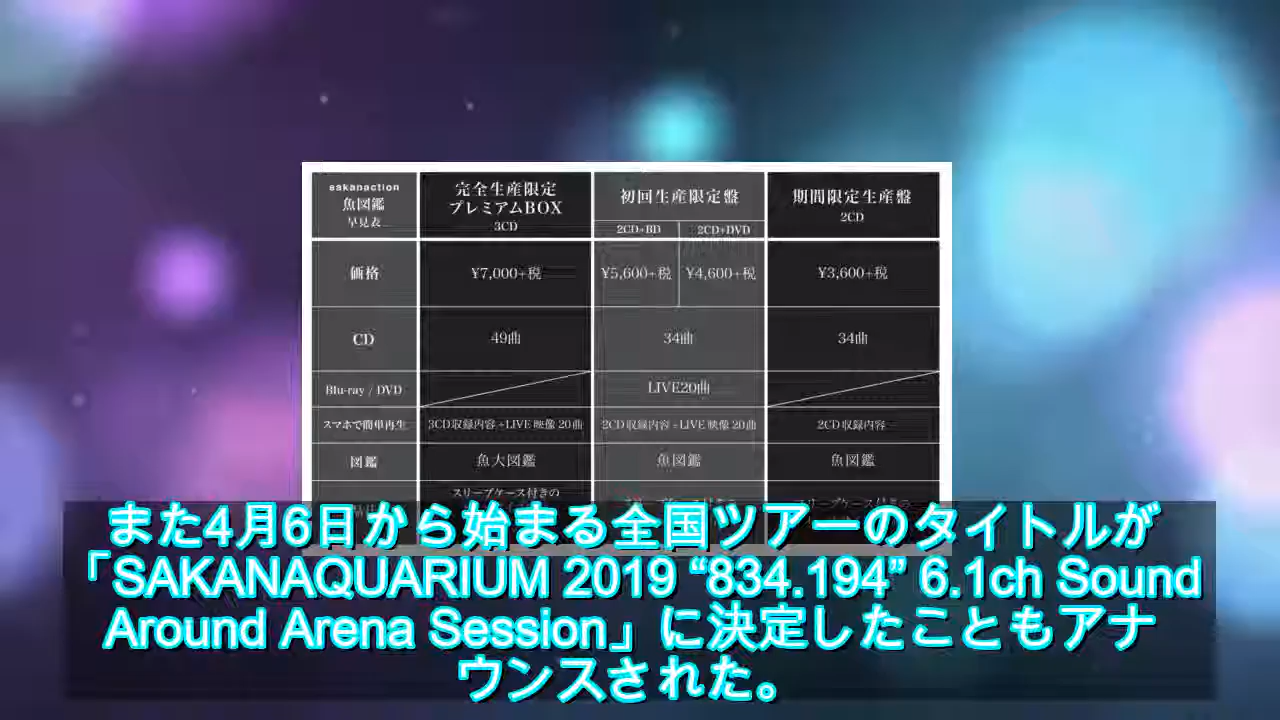 sakanaction
魚図鑑
早見表
完全生産限定
プレミアムBOX
3CD
初回生産限定盤
2CD+BD 2CD+DVD
期間限定生産盤
2CD
価格 ¥7,000+税 ¥5,600+税 ¥4,600+税 ¥3,600+税
CD 49曲 34曲 34曲
Blu-ray / DVD LIVE20曲
スマホで簡単再生 3CD収録内容+LIVE映像20曲 2CD収録内容+LIVE映像20曲 2CD収録内容
図鑑 魚大図鑑 魚図鑑 魚図鑑
スリーブケース付きの
また4月6日から始まる全国ツアーのタイトルが
「SAKANAQUARIUM 2019 “834.194” 6.1ch Sound
Around Arena Session」に決定したこともアナ
ウンスされた。